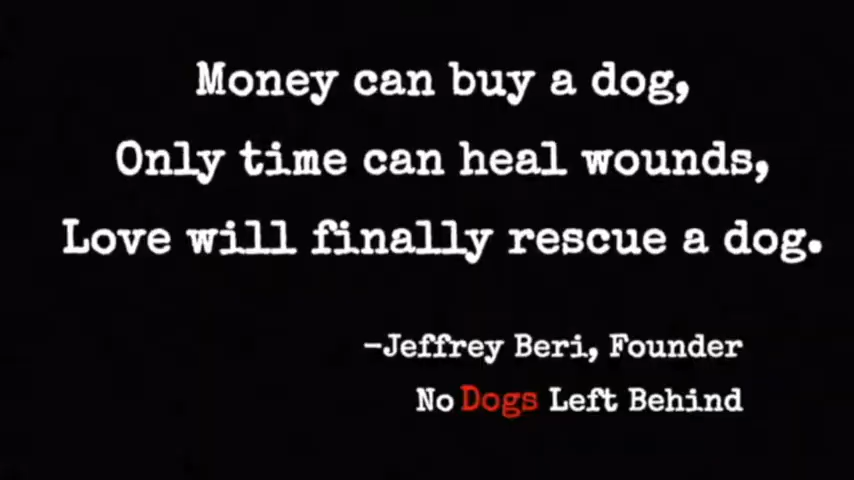 Money can buy a dog,
Only time can heal wounds,
Love will finally rescue a dog.
-Jeffrey Beri, Founder
No Dogs Left Behind